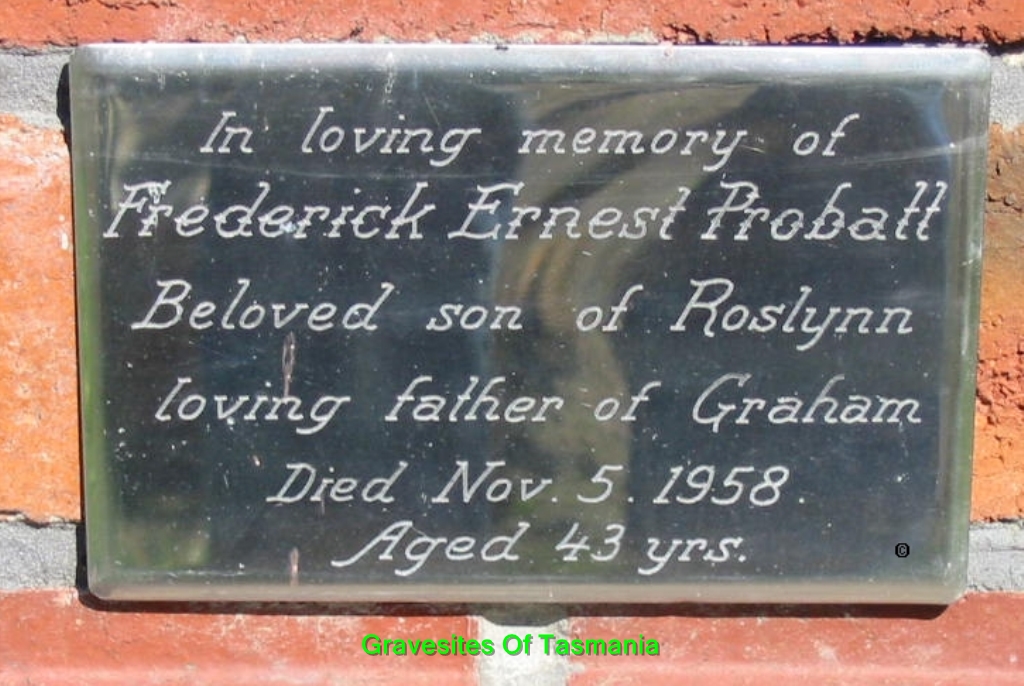 In loving memory of
Frederick Ernest Probatt
Beloved son of Roslynn
loving father of Graham
Died Nov. 5. 1958.
Aged 43 yrs.
©
Gravesites Of Tasmania